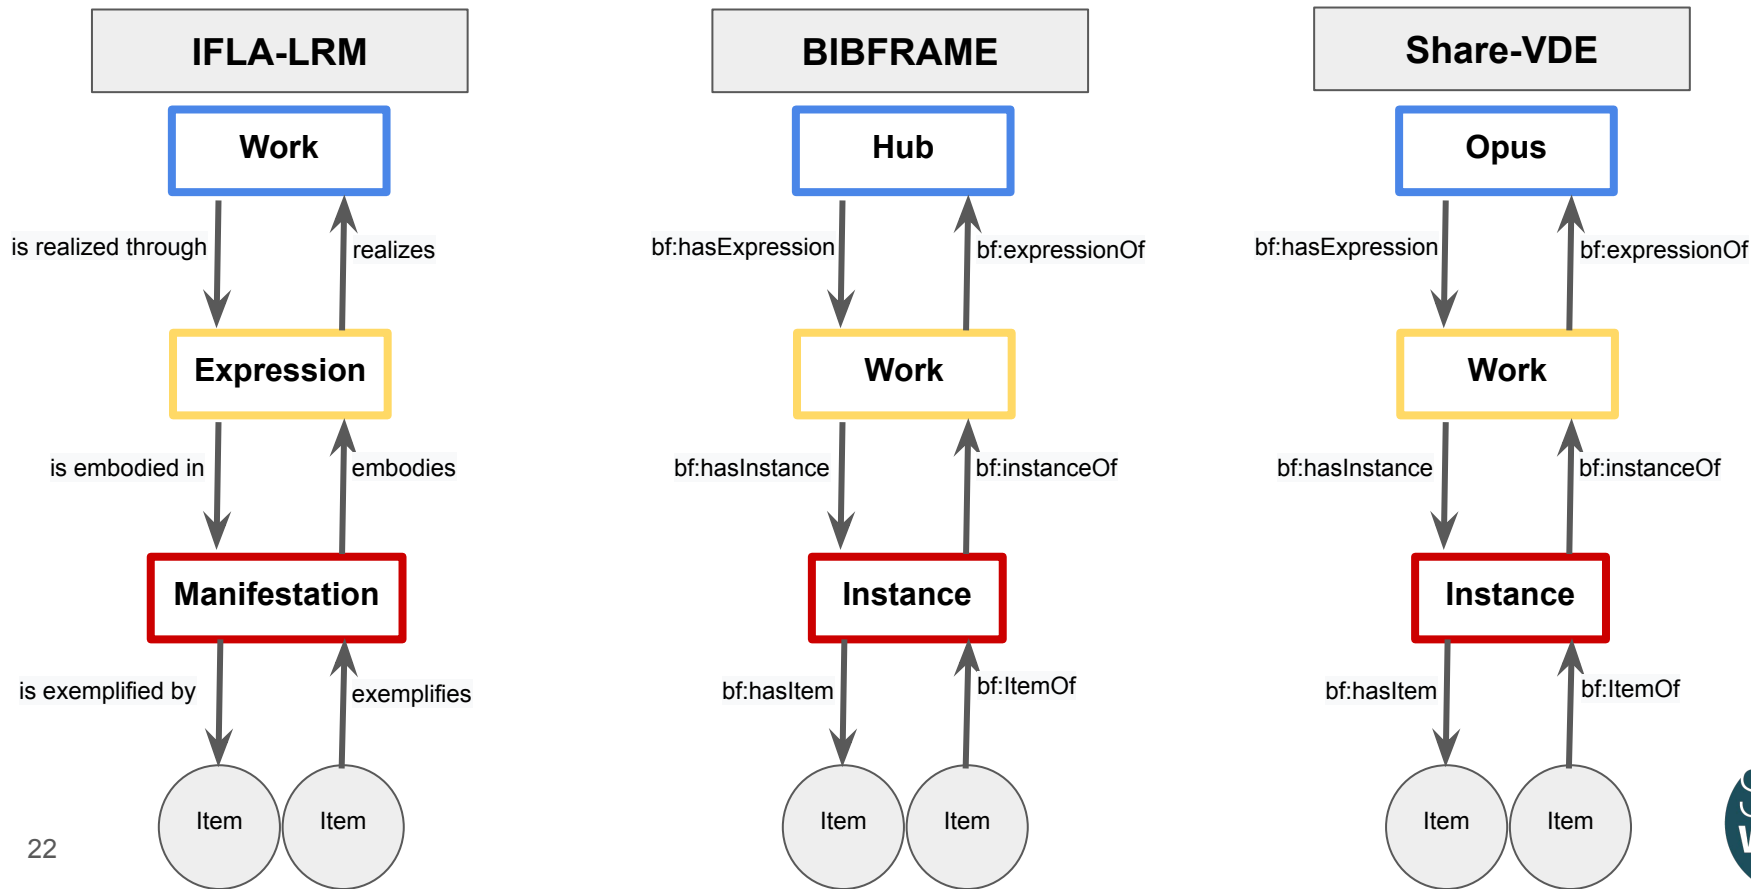 IFLA-LRM
BIBFRAME
Share-VDE
Work
Hub
Opus
is realized through
realizes
bf:hasExpression
bf:expressionOf
bf:hasExpression
bf:expressionOf
Expression
Work
Work
is embodied in
embodies
bf:hasInstance
bf:instanceOf
bf:hasInstance
bf:instanceOf
Manifestation
Instance
Instance
is exemplified by
exemplifies
bf:hasItem
bf:ItemOf
bf:hasItem
bf:ItemOf
Item
Item
Item
Item
Item
Item
22